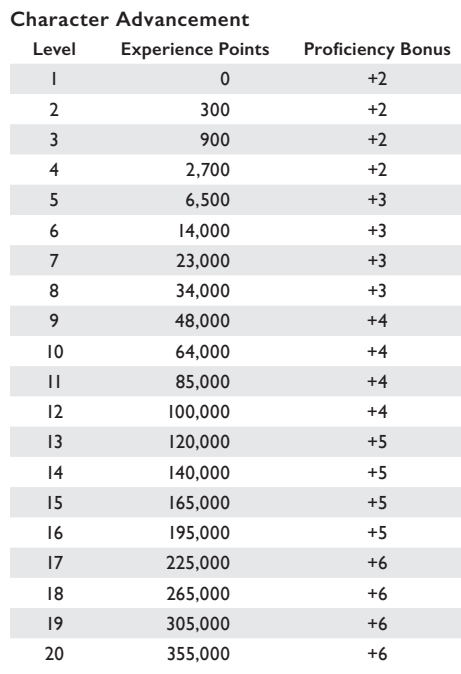 Character Advancement
Level Experience Points Proficiency Bonus
1 0 +2
2 300 +2
3 900 +2
4 2,700 +2
5 6,500 +3
6 14,000 +3
7 23,000 +3
8 34,000 +3
9 48,000 +4
10 64,000 +4
11 85,000 +4
12 100,000 +4
13 120,000 +5
14 140,000 +5
15 165,000 +5
16 195,000 +5
17 225,000 +6
18 265,000 +6
19 305,000 +6
20 355,000 +6